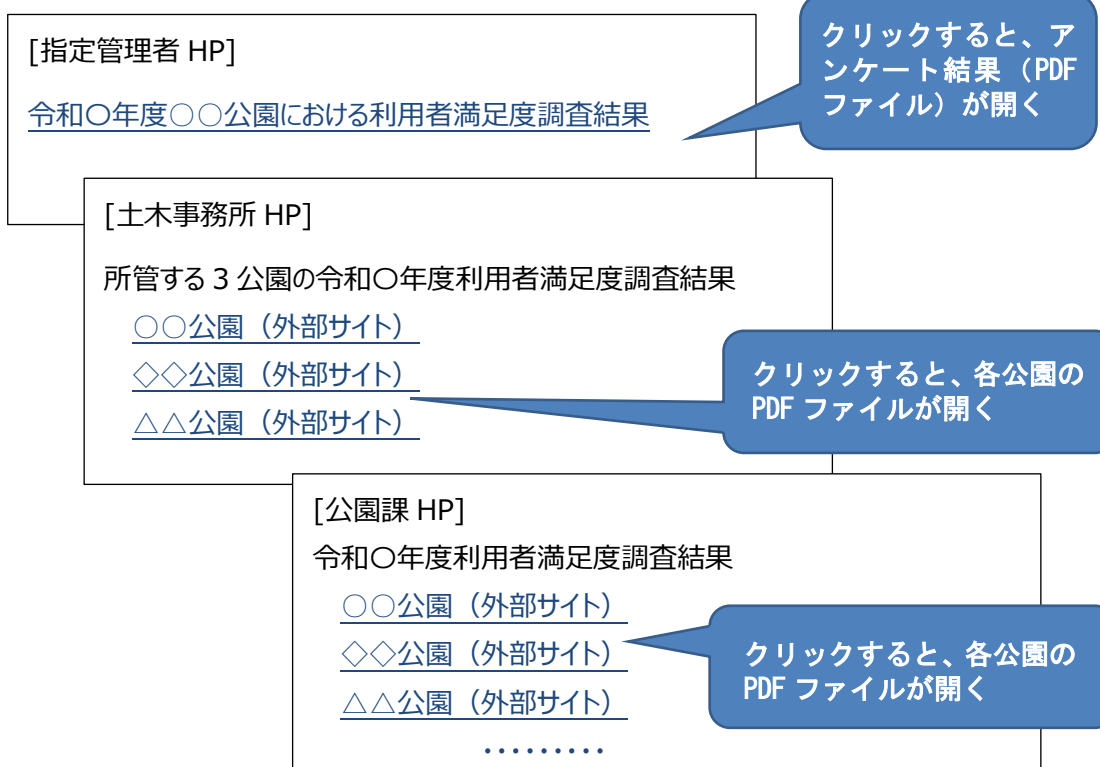 [指定管理者 HP]
令和〇年度○○公園における利用者満足度調査結果
クリックすると、ア
ンケート結果（PDF
ファイル）が開く
[土木事務所 HP]
所管する３公園の令和〇年度利用者満足度調査結果
○○公園（外部サイト）
◇◇公園（外部サイト）
△△公園（外部サイト）
クリックすると、各公園の
PDF ファイルが開く
[公園課 HP]
令和〇年度利用者満足度調査結果
○○公園（外部サイト）
◇◇公園（外部サイト）
△△公園（外部サイト）
・・・・・・・・・
クリックすると、各公園の
PDF ファイルが開く